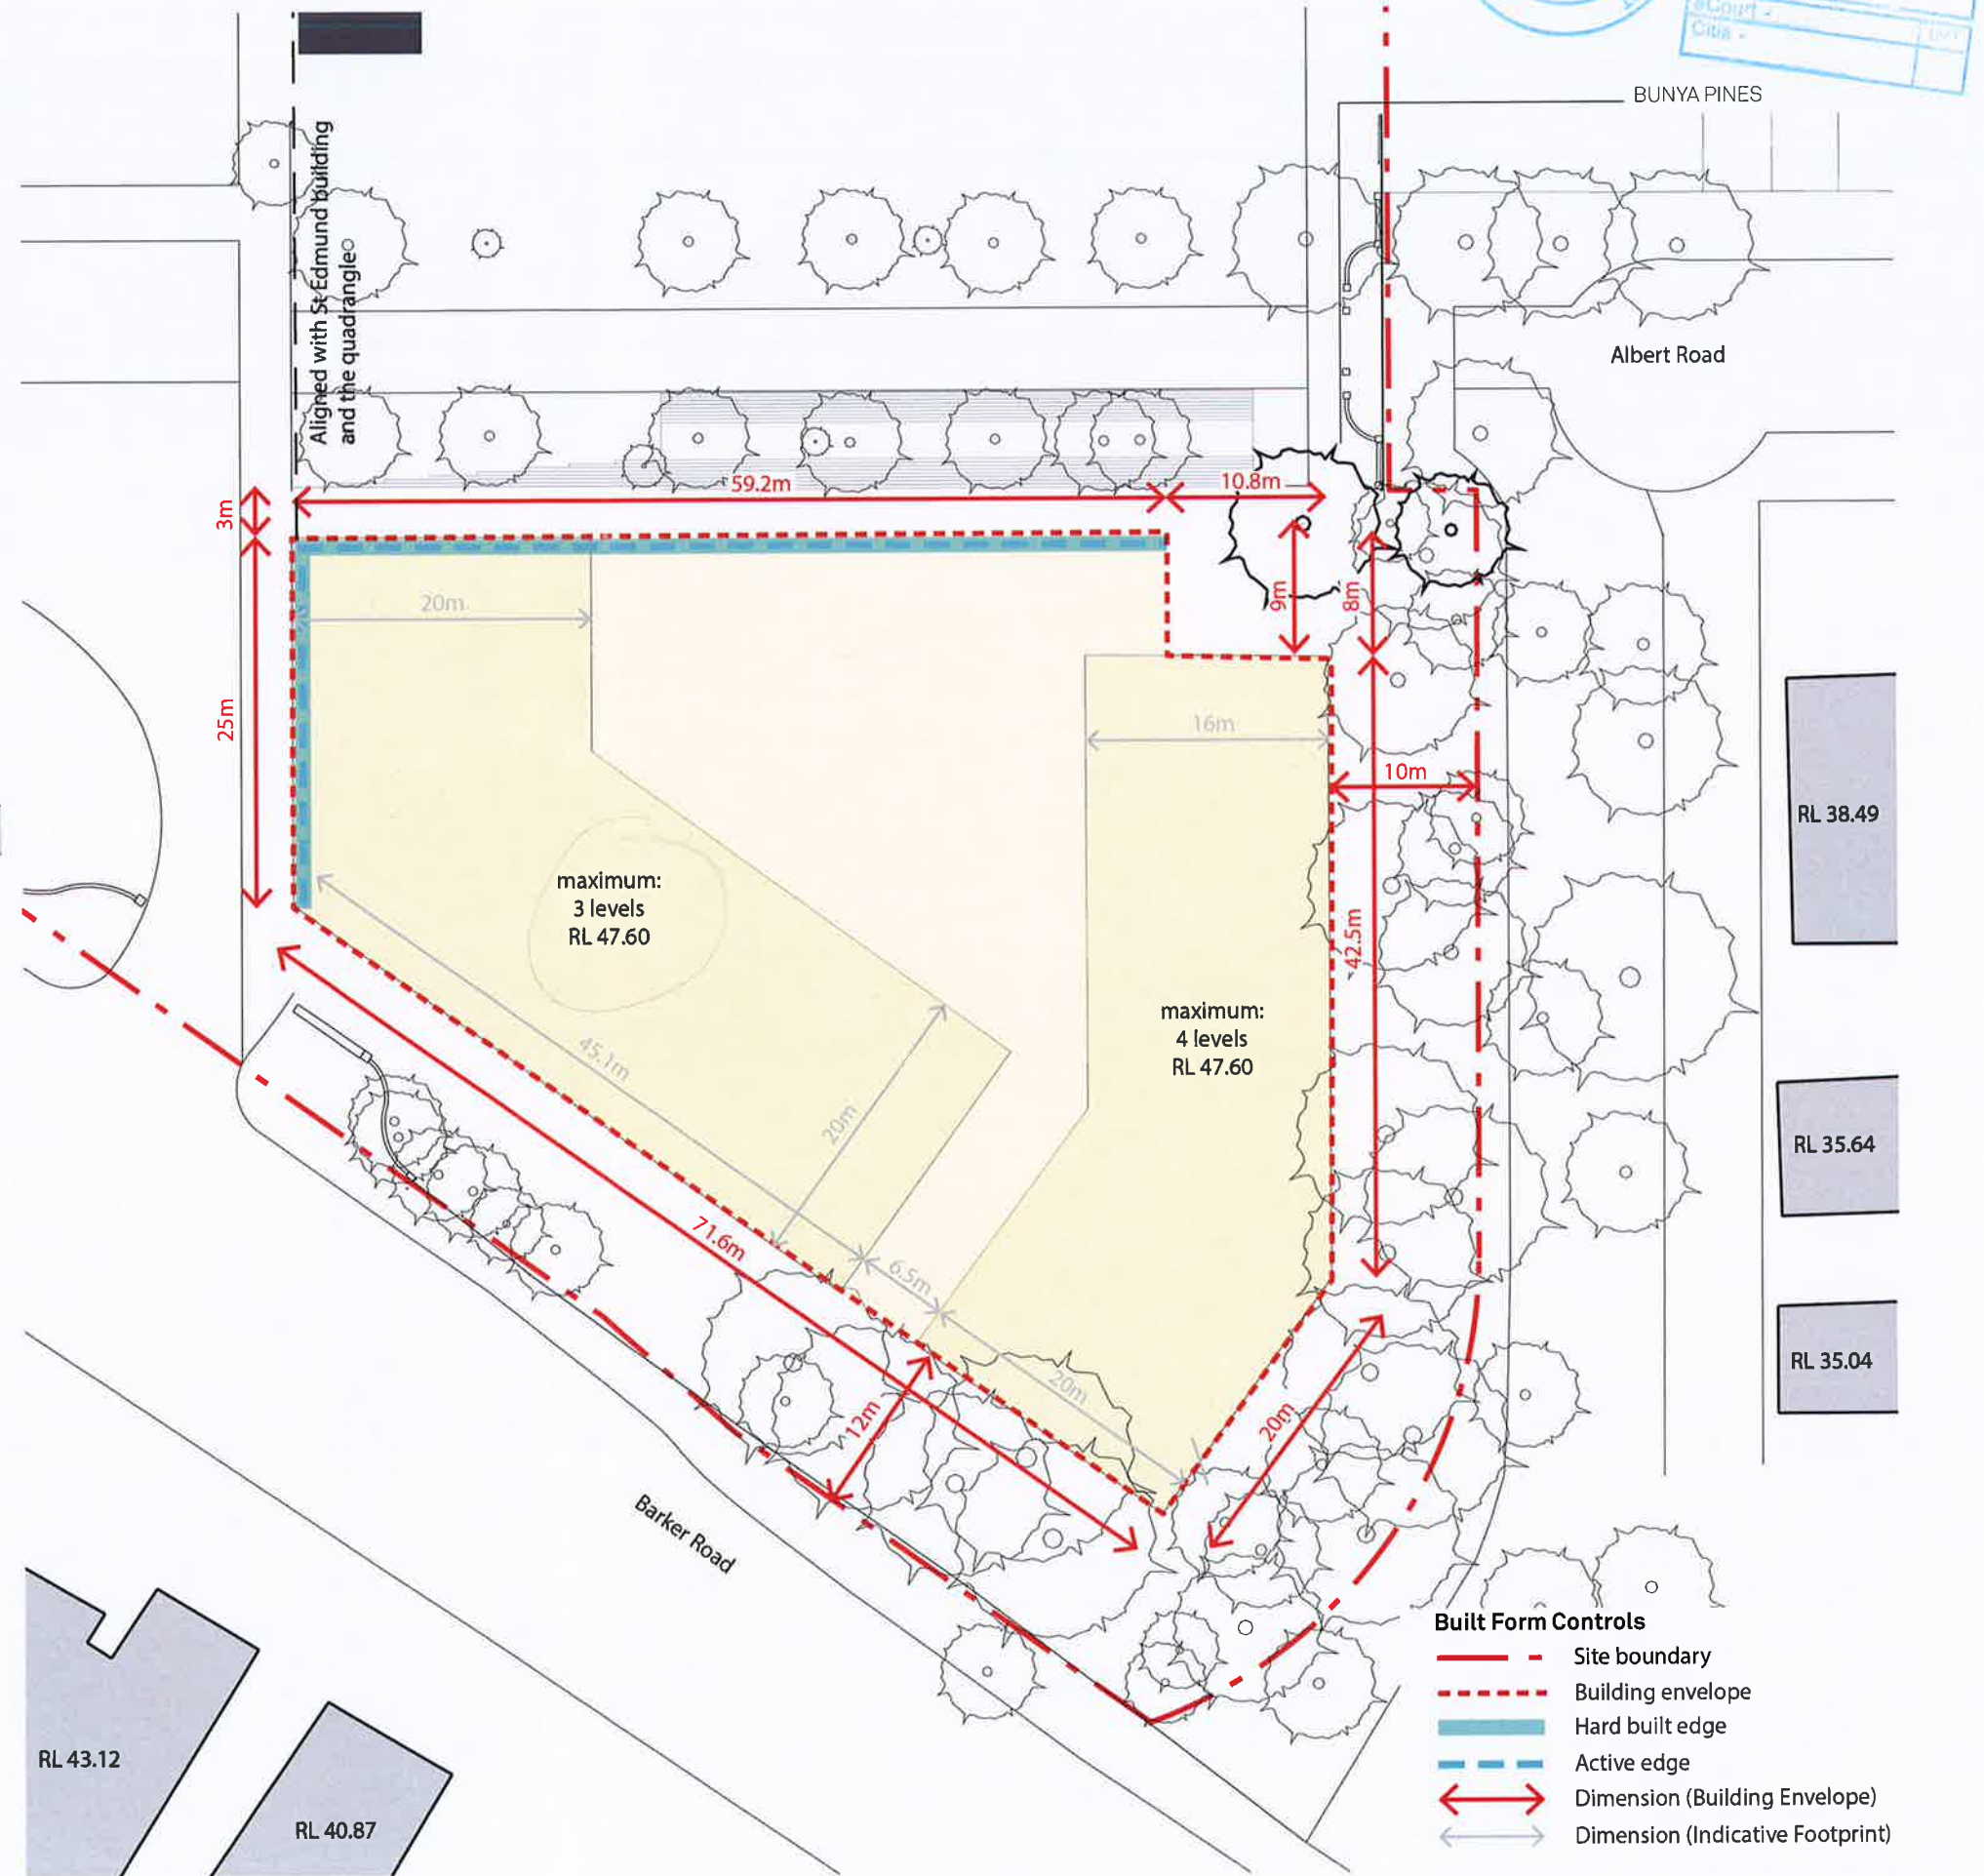 eCourt -
Citis -
BUNYA PINES
Aligned with St Edmund building
and the quadrangle
Albert Road
59.2m
10.8m
3m
9m
8m
20m
25m
16m
10m
RL 38.49
maximum:
3 levels
RL 47.60
42.5m
maximum:
4 levels
RL 47.60
45.1m
20m
RL 35.64
71.6m
6.5m
RL 35.04
20m
12m
20m
Barker Road
Built Form Controls
Site boundary
Building envelope
Hard built edge
Active edge
Dimension (Building Envelope)
Dimension (Indicative Footprint)
RL 43.12
RL 40.87